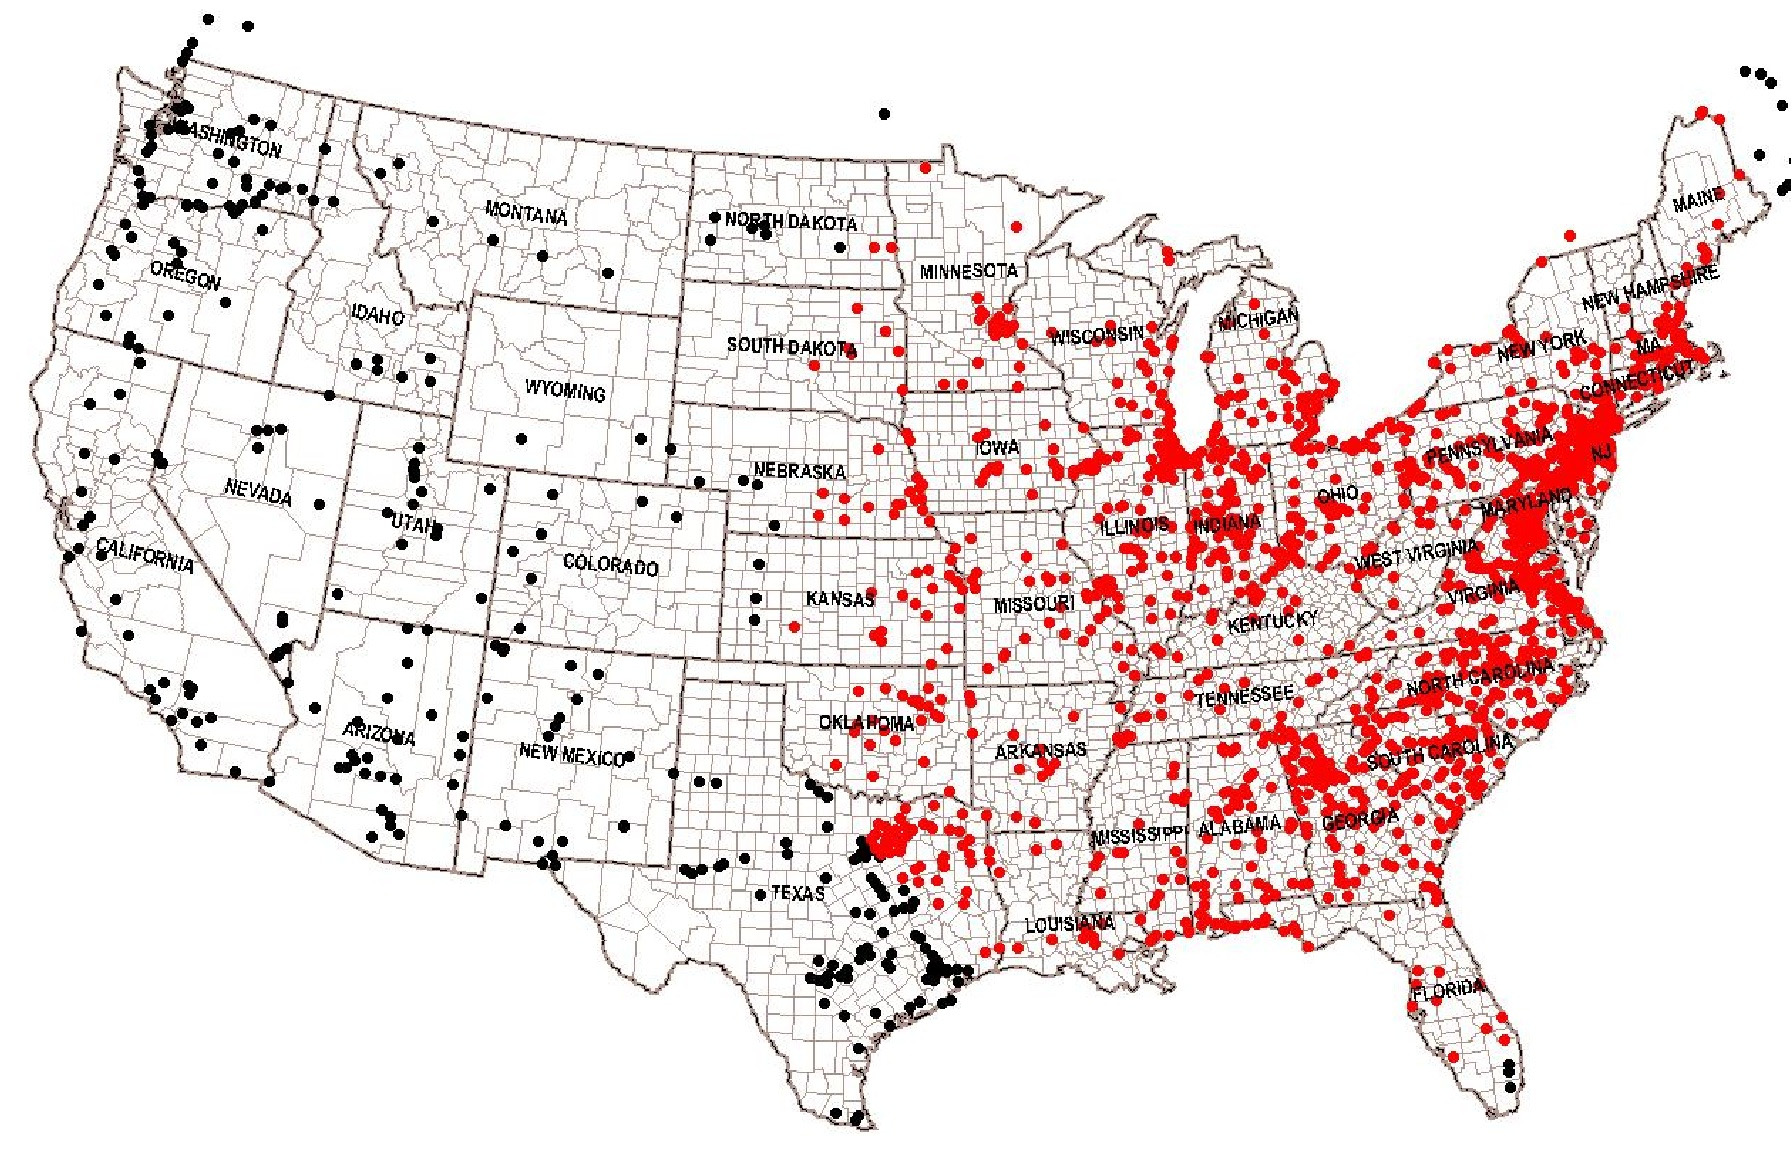 WASHINGTON
MAINE
MONTANA
NORTH DAKOTA
MINNESOTA
OREGON
NEW HAMPSHIRE
IDAHO
MICHIGAN
WISCONSIN
SOUTH DAKOTA
NEW YORK
MA
WYOMING
CONNECTICUT
IOWA
PENNSYLVANIA
NJ
NEBRASKA
NEVADA
OHIO
MARYLAND
UTAH
ILLINOIS
INDIANA
CALIFORNIA
COLORADO
WEST VIRGINIA
KANSAS
MISSOURI
VIRGINIA
KENTUCKY
NORTH CAROLINA
TENNESSEE
OKLAHOMA
ARIZONA
NEW MEXICO
ARKANSAS
SOUTH CAROLINA
MISSISSIPPI
ALABAMA
GEORGIA
TEXAS
LOUISIANA
FLORIDA